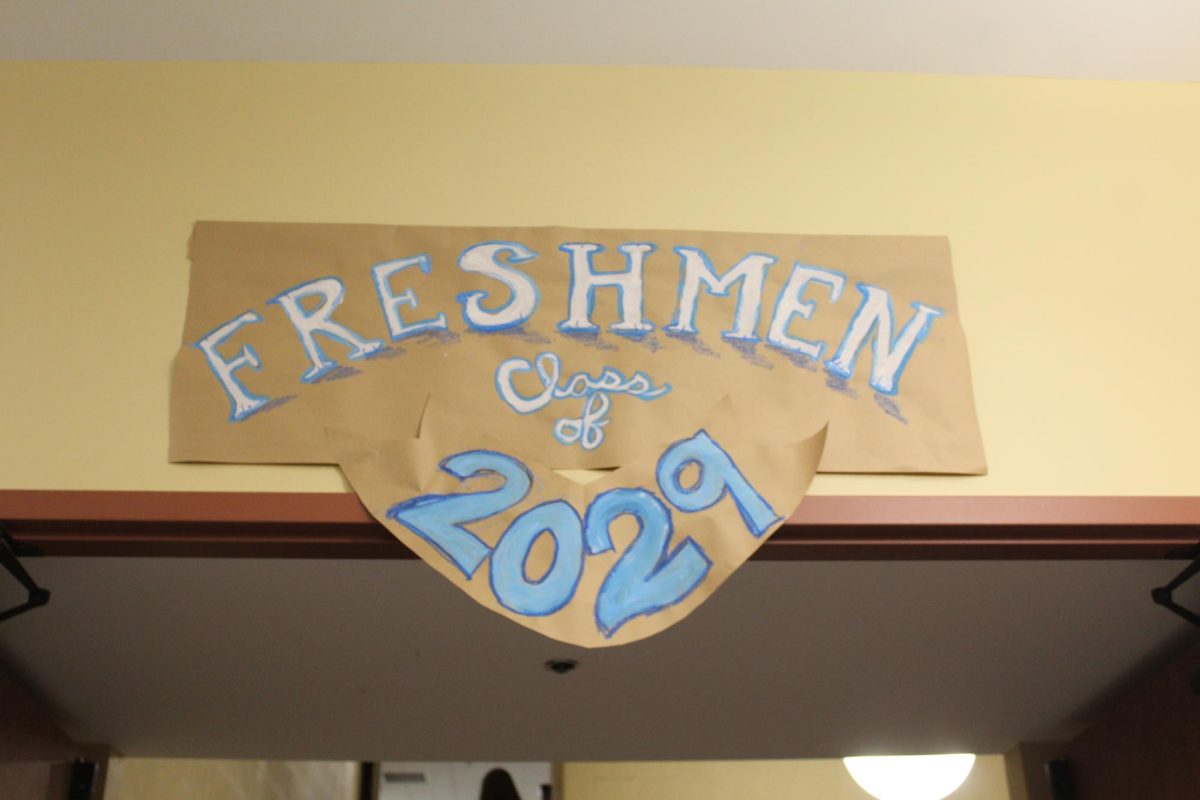 FRESHMEN
Class
of
2029